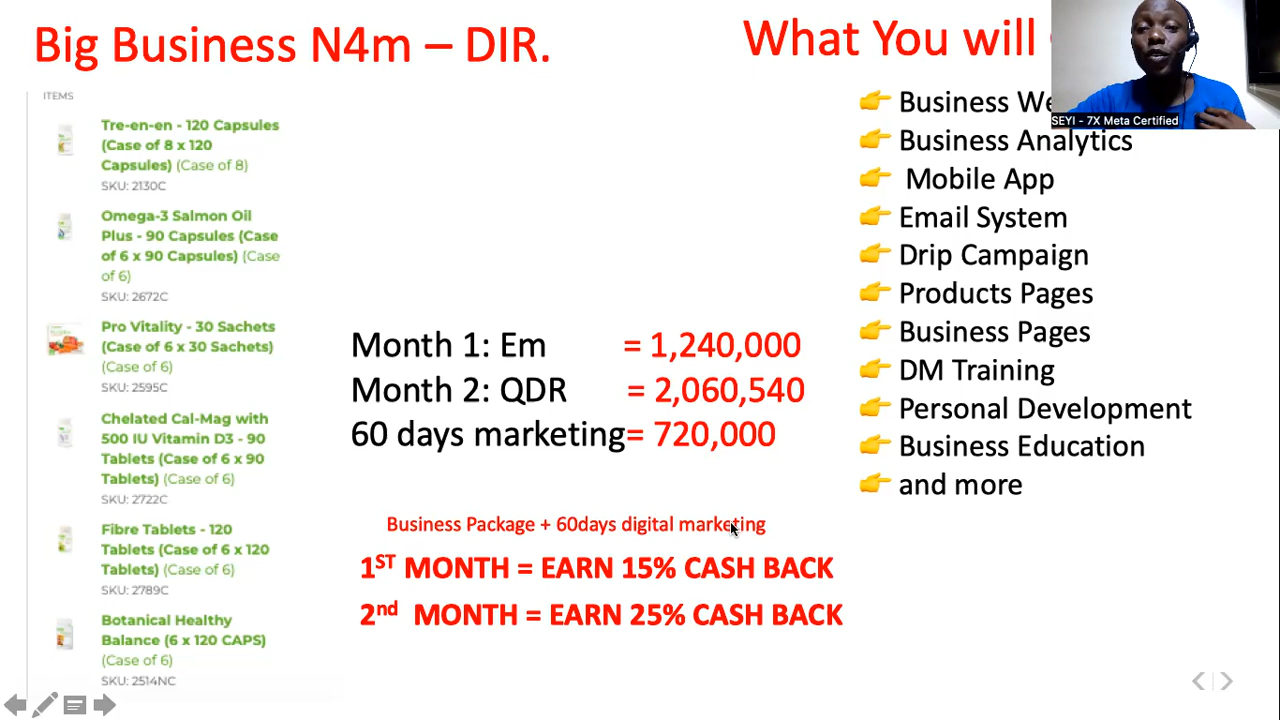 Big Business N4m – DIR.
What You will
ITEMS
Tre-en-en - 120 Capsules
(Case of 8 x 120
Capsules) (Case of 8)
SKU: 2130C
Omega-3 Salmon Oil
Plus - 90 Capsules (Case
of 6 x 90 Capsules) (Case
of 6)
SKU: 2672C
Pro Vitality - 30 Sachets
(Case of 6 x 30 Sachets)
(Case of 6)
SKU: 2595C
Chelated Cal-Mag with
500 IU Vitamin D3 - 90
Tablets (Case of 6 x 90
Tablets) (Case of 6)
SKU: 2722C
Fibre Tablets - 120
Tablets (Case of 6 x 120
Tablets) (Case of 6)
SKU: 2789C
Botanical Healthy
Balance (6 x 120 CAPS)
(Case of 6)
SKU: 2514NC
Month 1: Em = 1,240,000
Month 2: QDR = 2,060,540
60 days marketing= 720,000
Business Package + 60days digital marketing
1ST MONTH = EARN 15% CASH BACK
2nd MONTH = EARN 25% CASH BACK
SEYI - 7X Meta Certified
👉 Business We
👉 Business Analytics
👉 Mobile App
👉 Email System
👉 Drip Campaign
👉 Products Pages
👉 Business Pages
👉 DM Training
👉 Personal Development
👉 Business Education
👉 and more